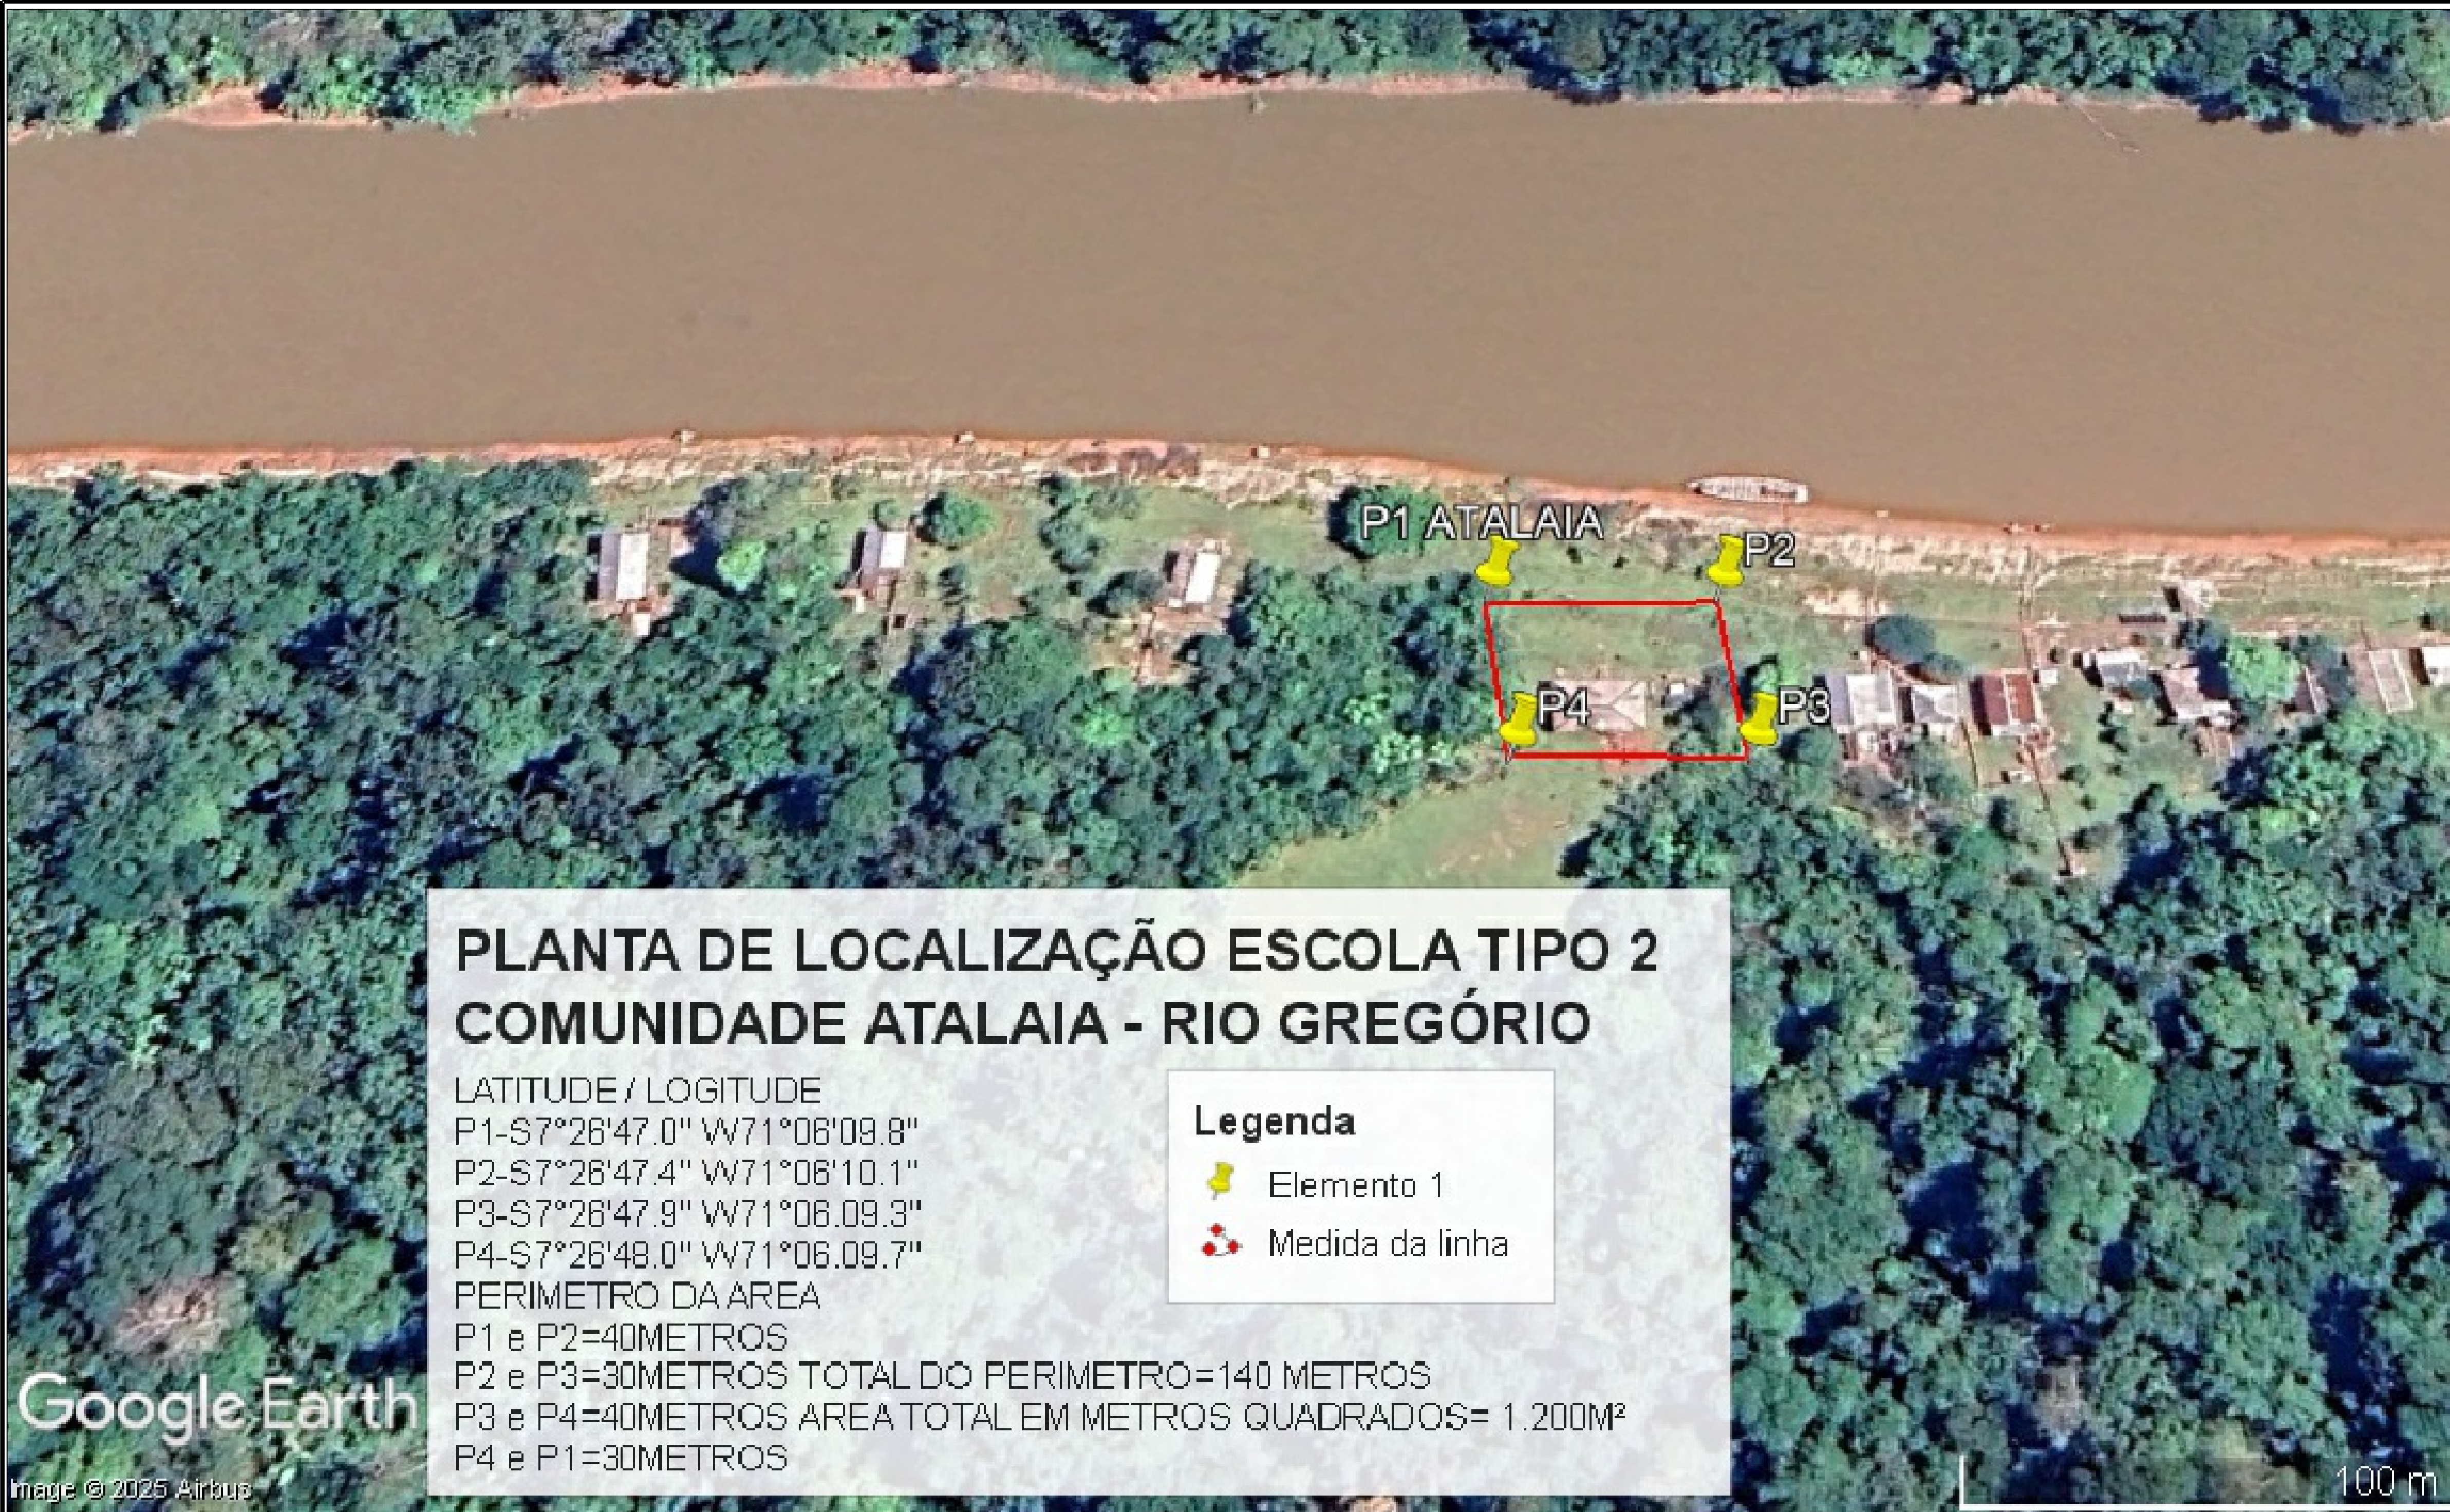 P1 ATALAIA
P2
P4
P3
PLANTA DE LOCALIZAÇÃO ESCOLA TIPO 2
COMUNIDADE ATALAIA - RIO GREGÓRIO
LATITUDE / LOGITUDE
P1-S7°26'47.0" W71°06'09.8"
P2-S7°26'47.4" W71°06'10.1"
P3-S7°26'47.9" W71°06.09.3"
P4-S7°26'48.0" W71°06.09.7"
PERIMETRO DA AREA
P1 e P2=40METROS
P2 e P3=30METROS TOTAL DO PERIMETRO=140 METROS
P3 e P4=40METROS AREA TOTAL EM METROS QUADRADOS= 1.200M²
P4 e P1=30METROS
Legenda
Elemento 1
Medida da linha
Google Earth
Image © 2025 Airbus
100 m